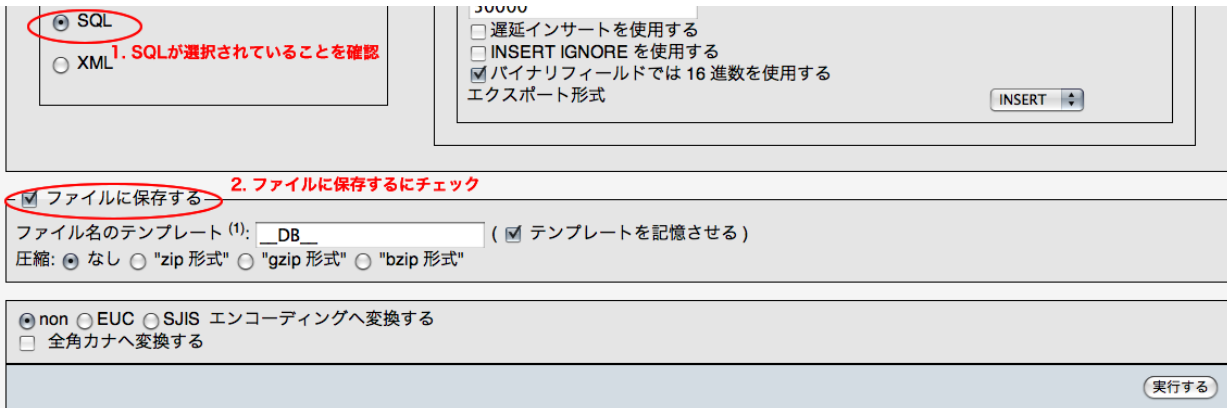 SQL
1. SQLが選択されていることを確認
XML
遅延インサートを使用する
INSERT IGNORE を使用する
バイナリフィールドでは 16 進数を使用する
エクスポート形式
INSERT
2. ファイルに保存するにチェック
ファイルに保存する
ファイル名のテンプレート (1): __DB__ ( テンプレートを記憶させる )
圧縮: なし "zip 形式" "gzip 形式" "bzip 形式"
non EUC SJIS エンコーディングへ変換する
全角カナへ変換する
実行する